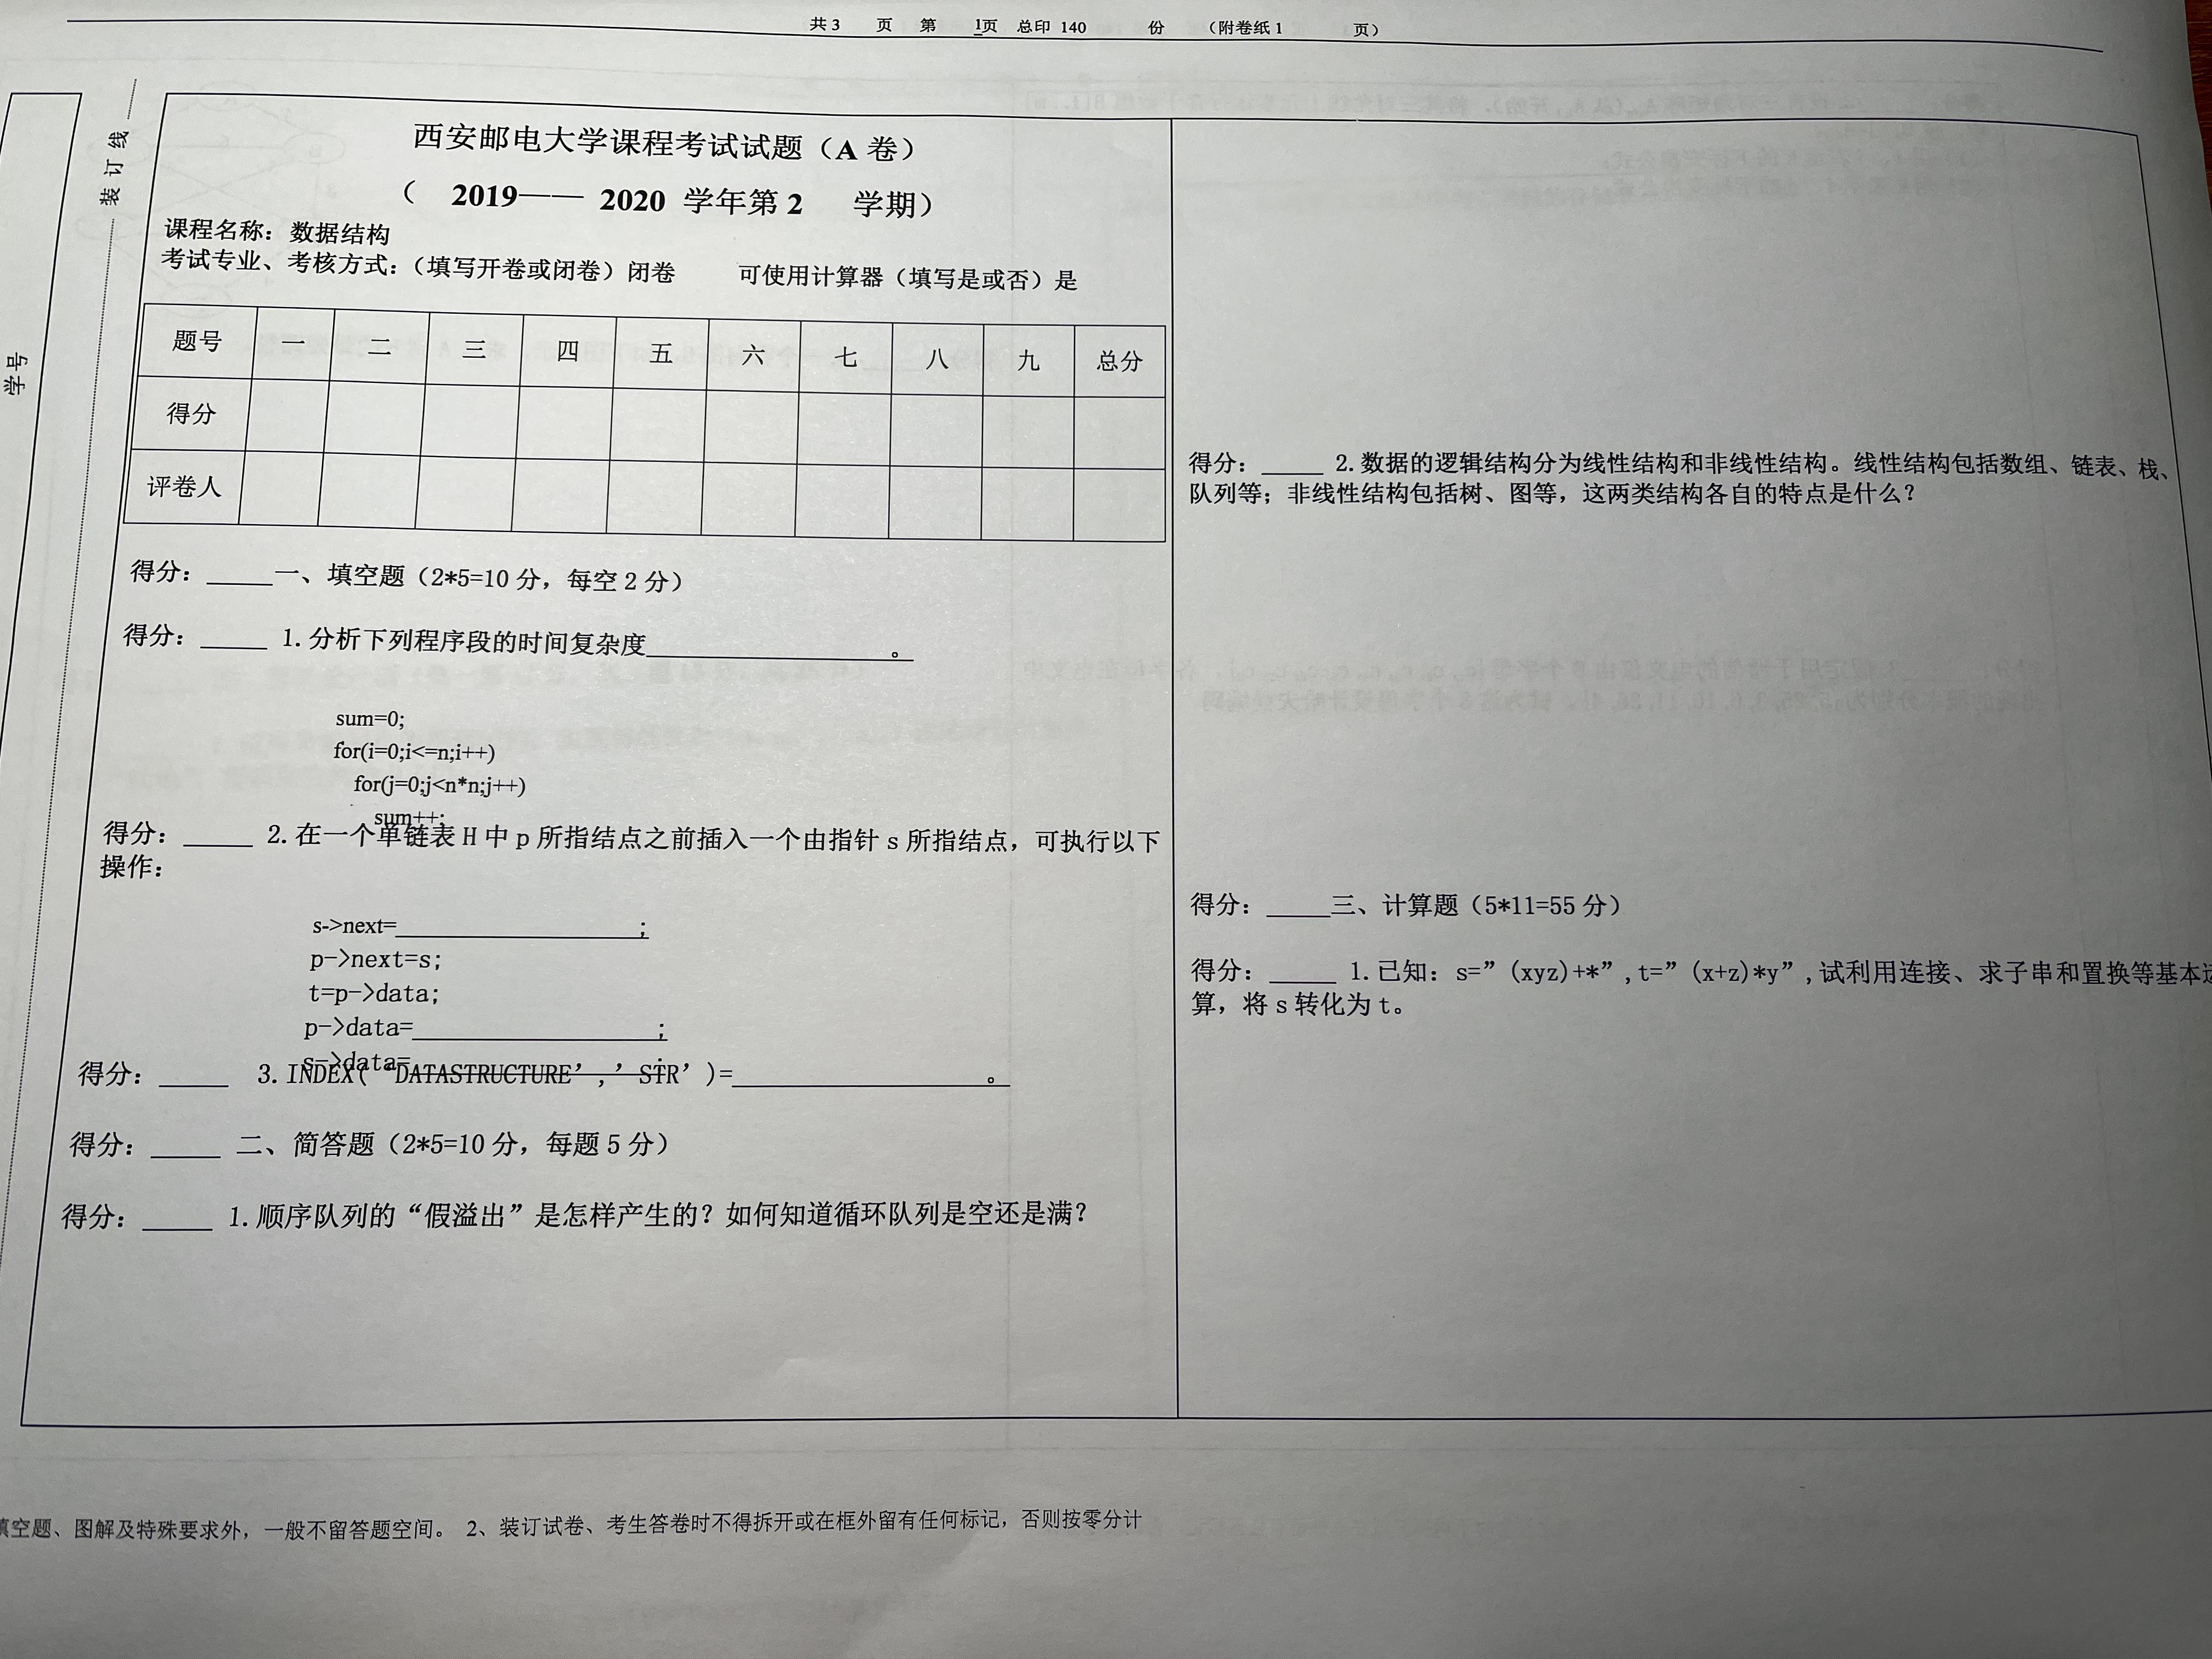 共3 页 第 1页 总印 140 份 （附卷纸1 页）
学号
装 订 线
西安邮电大学课程考试试题（A 卷）
（ 2019—— 2020 学年第 2 学期）
课程名称：数据结构
考试专业、考核方式：（填写开卷或闭卷）闭卷 可使用计算器（填写是或否）是
题号 一 二 三 四 五 六 七 八 九 总分
得分
评卷人
得分：_____一、填空题（2*5=10 分，每空 2 分）
得分：_____ 1.分析下列程序段的时间复杂度____________________。
sum=0;
for(i=0;i<=n;i++)
for(j=0;j<n*n;j++)
sum++;
得分：_____ 2.在一个单链表 H 中 p 所指结点之前插入一个由指针 s 所指结点，可执行以下
操作：
s->next=____________________;
p->next=s;
t=p->data;
p->data=____________________;
s->data=____________________;
得分：_____ 3.INDEX( ‘DATASTRUCTURE’ ,’ STR’ )=____________________。
得分：_____ 二、简答题（2*5=10 分，每题 5 分）
得分：_____ 1.顺序队列的“假溢出”是怎样产生的？如何知道循环队列是空还是满？
得分：_____ 2.数据的逻辑结构分为线性结构和非线性结构。线性结构包括数组、链表、栈、
队列等；非线性结构包括树、图等，这两类结构各自的特点是什么？
得分：_____三、计算题（5*11=55 分）
得分：_____ 1.已知：s=”(xyz)+*”,t=”(x+z)*y”,试利用连接、求子串和置换等基本运
算，将 s 转化为 t。
填空题、图解及特殊要求外，一般不留答题空间。 2、装订试卷、考生答卷时不得拆开或在框外留有任何标记，否则按零分计